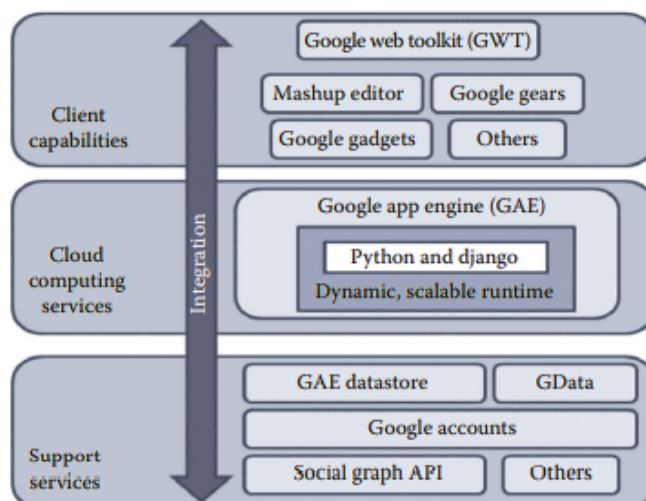 Google web toolkit (GWT)
Mashup editor
Google gears
Client
capabilities
Google gadgets
Others
Integration
Google app engine (GAE)
Python and django
Dynamic, scalable runtime
Cloud
computing
services
GAE datastore
GData
Google accounts
Support
services
Social graph API
Others